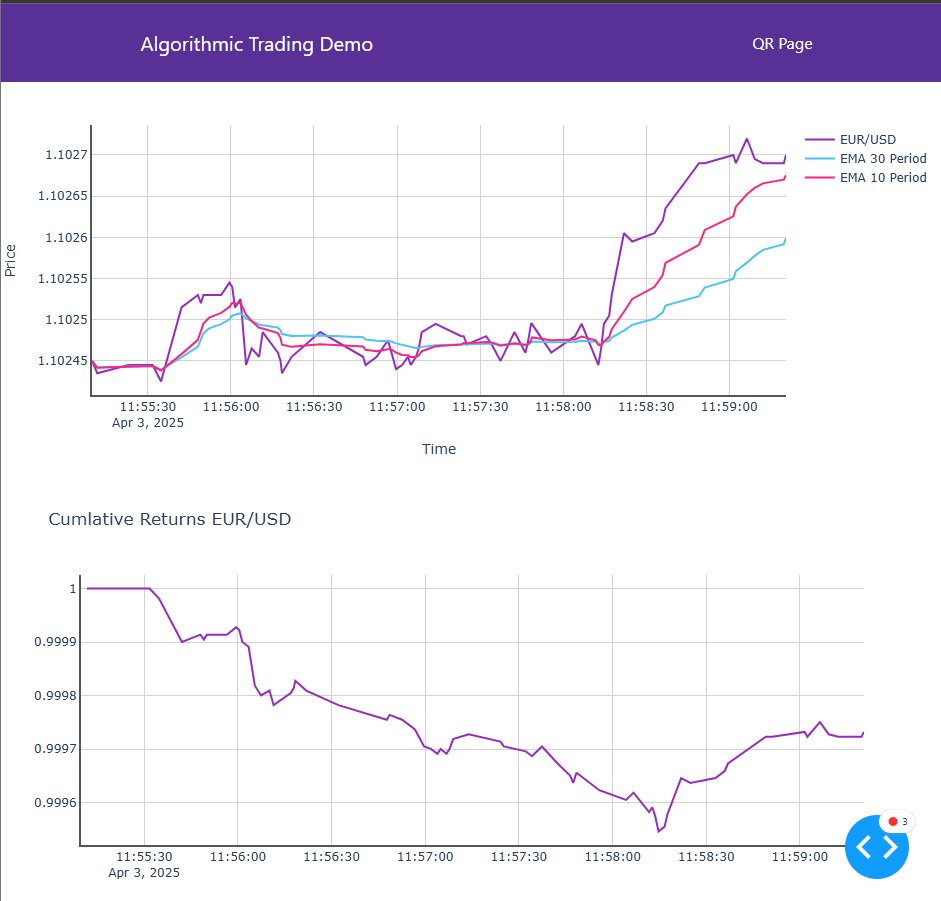 Algorithmic Trading Demo QR Page
EUR/USD
EMA 30 Period
EMA 10 Period
Price
1.1027
1.10265
1.1026
1.10255
1.1025
1.10245
11:55:30 11:56:00 11:56:30 11:57:00 11:57:30 11:58:00 11:58:30 11:59:00
Apr 3, 2025
Time
Cumlative Returns EUR/USD
1
0.9999
0.9998
0.9997
0.9996
3
11:55:30 11:56:00 11:56:30 11:57:00 11:57:30 11:58:00 11:58:30 11:59:00
Apr 3, 2025